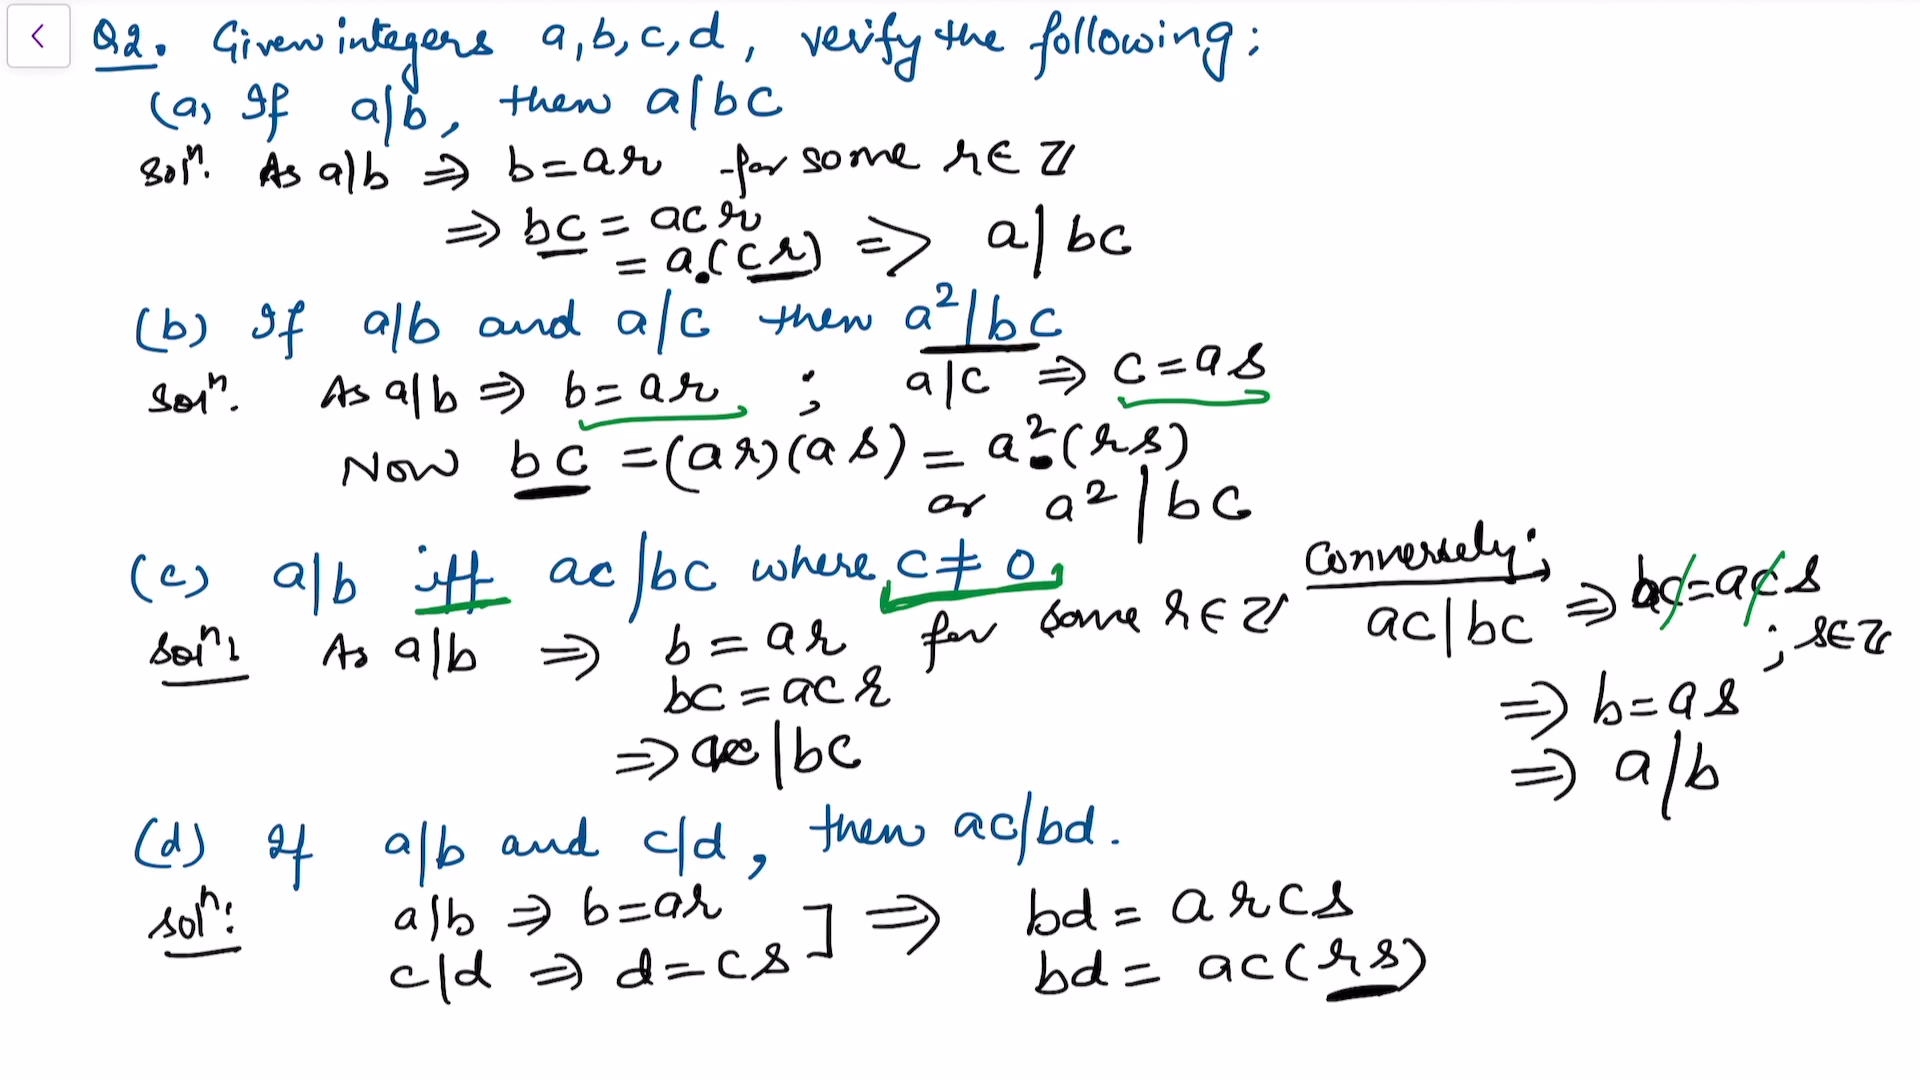 Q2. Given integers a,b,c,d, verify the following;
(a) If a|b, then a|bc
Solⁿ. As a|b ⇒ b=ar for some r∈ℤ
⇒ bc = acr
= a.(cr) ⇒ a|bc
(b) If a|b and a|c then a²|bc
Solⁿ. As a|b ⇒ b=ar ; a|c ⇒ c=as
Now bc =(ar)(as) = a².(rs)
or a²|bc
(c) a|b iff ac|bc where c≠0,
Solⁿ: As a|b ⇒ b=ar for some r∈ℤ
bc=acr
⇒ ac|bc
Conversely;
ac|bc ⇒ bc=acs
; s∈ℤ
⇒ b=as
⇒ a|b
(d) If a|b and c|d, then ac|bd.
solⁿ: a|b ⇒ b=ar ] ⇒ bd = arcs
c|d ⇒ d=cs bd = ac(rs)